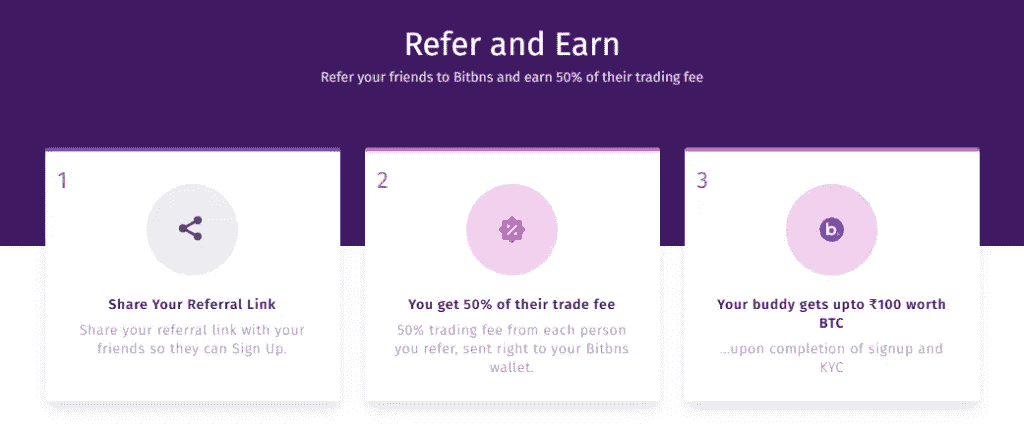 Refer and Earn
Refer your friends to Bitbns and earn 50% of their trading fee
1
Share Your Referral Link
Share your referral link with your
friends so they can Sign Up.
2
You get 50% of their trade fee
50% trading fee from each person
you refer, sent right to your Bitbns
wallet.
3
b
Your buddy gets upto ₹100 worth
BTC
...upon completion of signup and
KYC